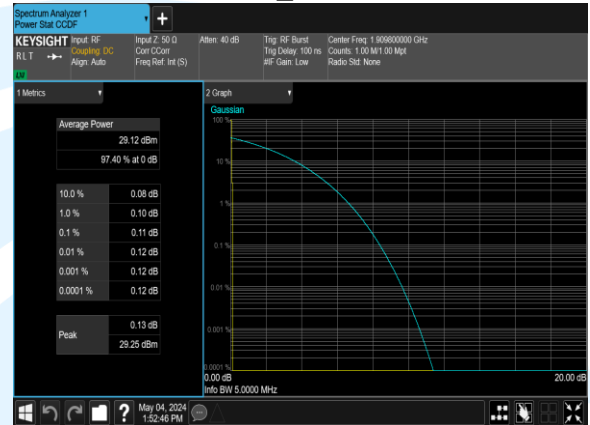 Spectrum Analyzer 1
Power Stat CCDF
KEYSIGHT
RLT
LXI
Input: RF
Coupling: DC
Align: Auto
Input Z: 50 Ω
Corr CCorr
Freq Ref: Int (S)
Atten: 40 dB
Trig: RF Burst
Trig Delay: 100 ns
#IF Gain: Low
Center Freq: 1.909800000 GHz
Counts: 1.00 M/1.00 Mpt
Radio Std: None
1 Metrics
Average Power
29.12 dBm
97.40 % at 0 dB
10.0 % 0.08 dB
1.0 % 0.10 dB
0.1 % 0.11 dB
0.01 % 0.12 dB
0.001 % 0.12 dB
0.0001 % 0.12 dB
Peak
0.13 dB
29.25 dBm
2 Graph
Gaussian
100 %
10 %
1 %
0.1 %
0.01 %
0.001 %
0.0001 %
0.00 dB 20.00 dB
Info BW 5.0000 MHz
?
May 04, 2024
1:52:46 PM